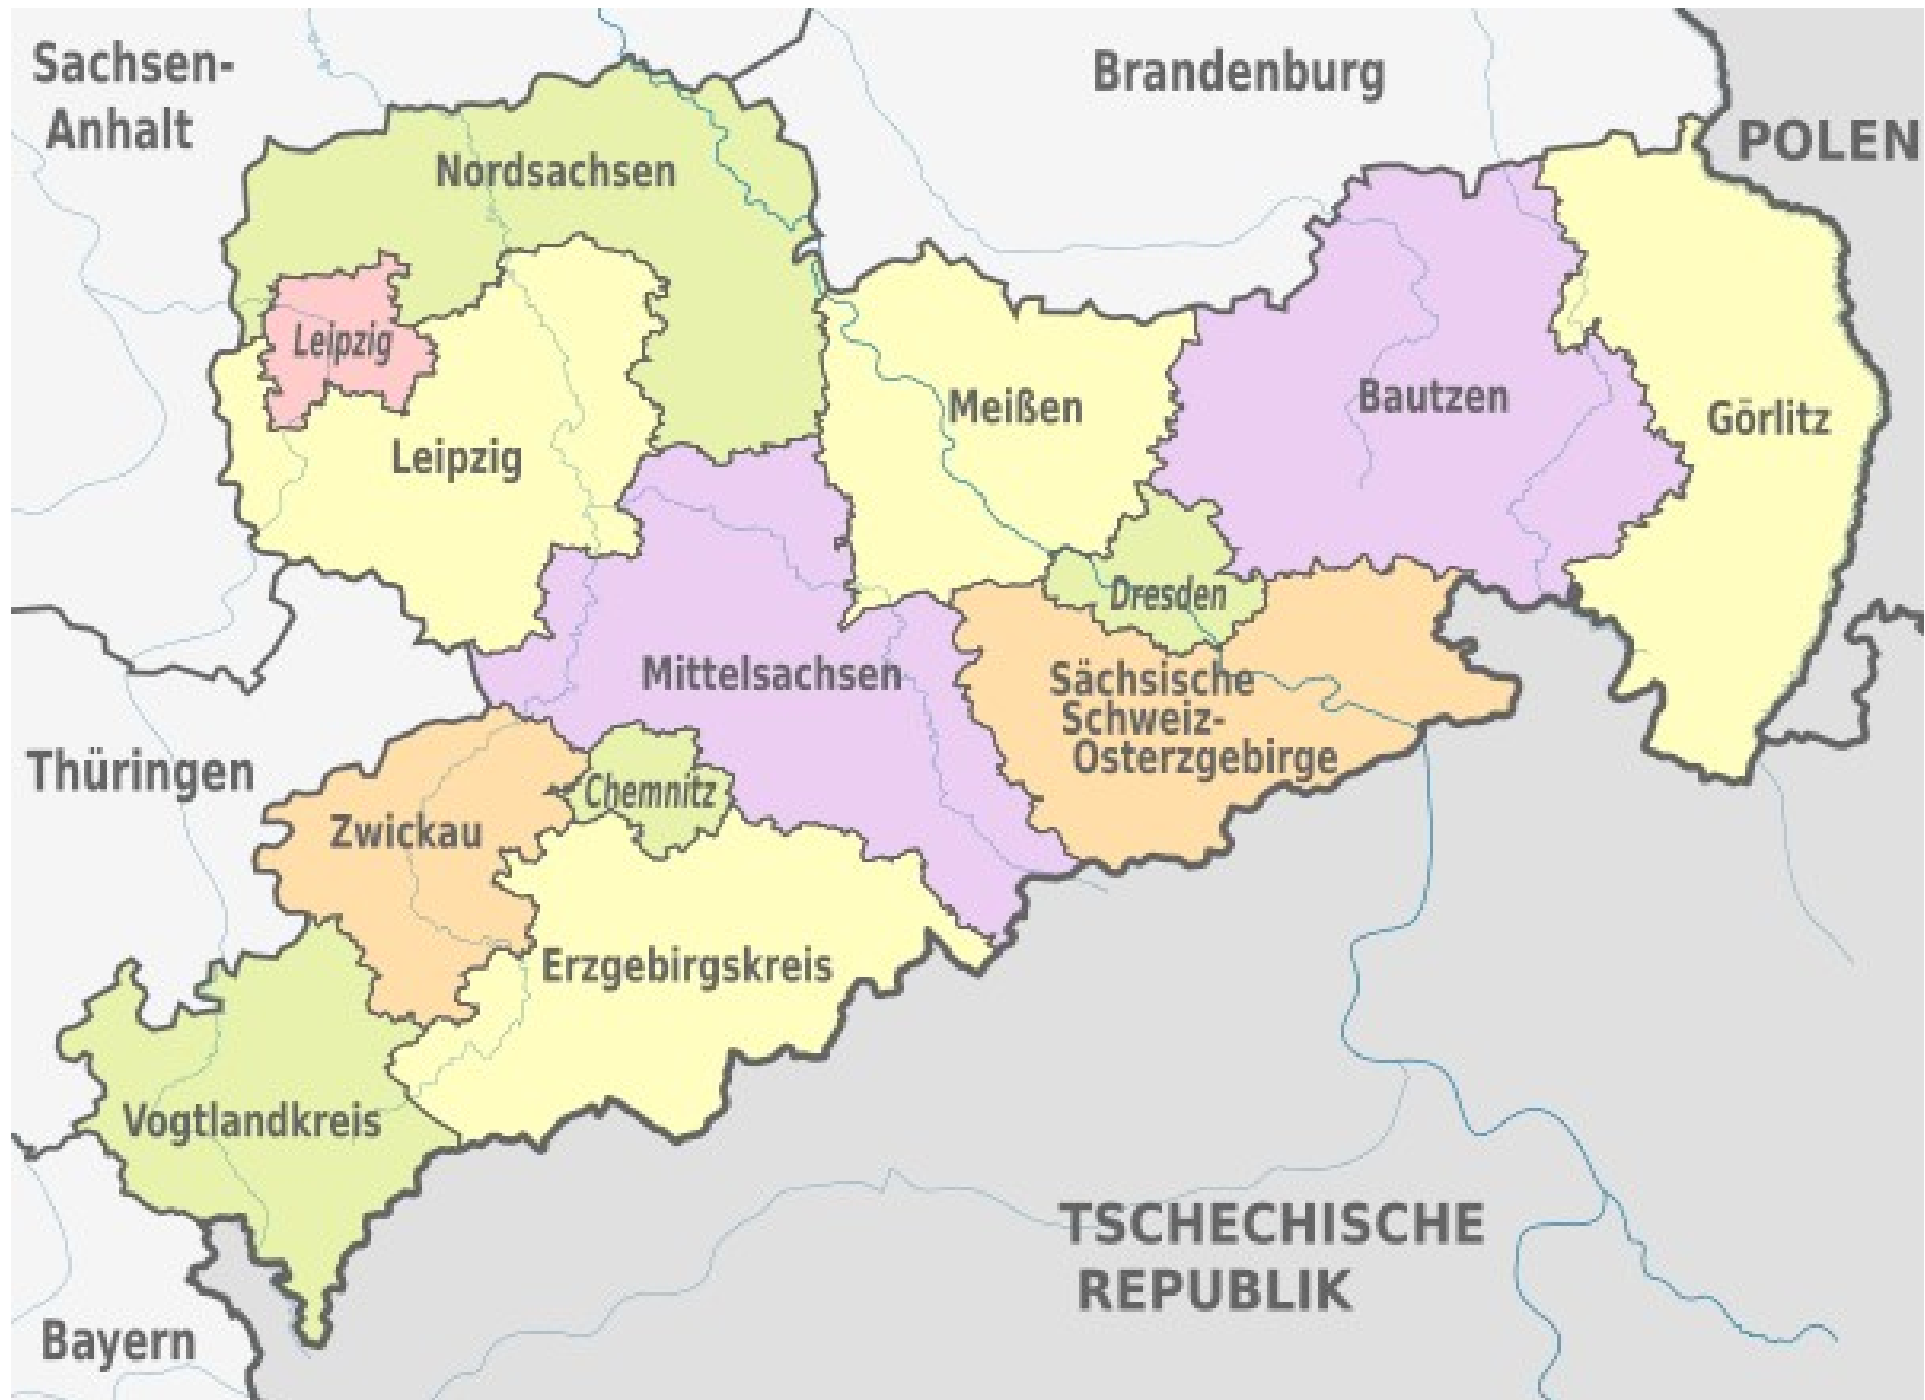 Sachsen-
Anhalt
Brandenburg
POLEN
Nordsachsen
Leipzig
Meißen
Bautzen
Görlitz
Leipzig
Dresden
Mittelsachsen
Sächsische
Schweiz-
Osterzgebirge
Thüringen
Chemnitz
Zwickau
Erzgebirgskreis
Vogtlandkreis
TSCHECHISCHE
REPUBLIK
Bayern